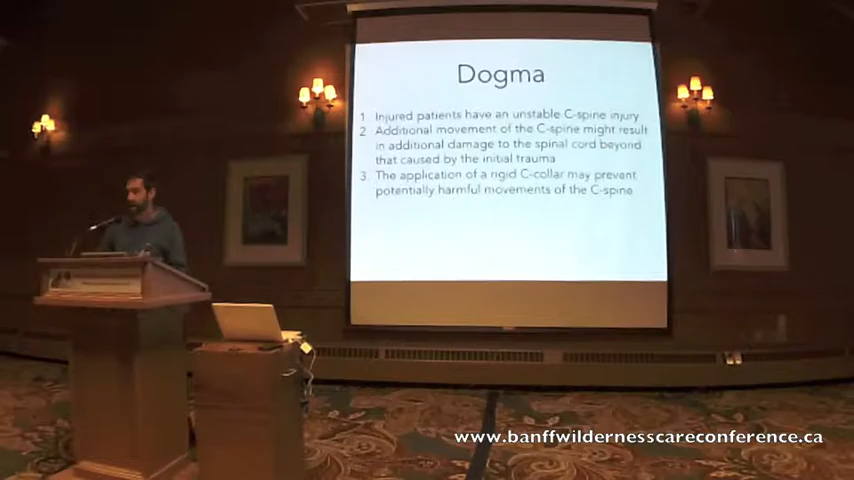 Dogma
1. Injured patients have an unstable C-spine injury
2. Additional movement of the C-spine might result
in additional damage to the spinal cord beyond
that caused by the initial trauma
3. The application of a rigid C-collar may prevent
potentially harmful movements of the C-spine
www.banffwildernesscareconference.ca